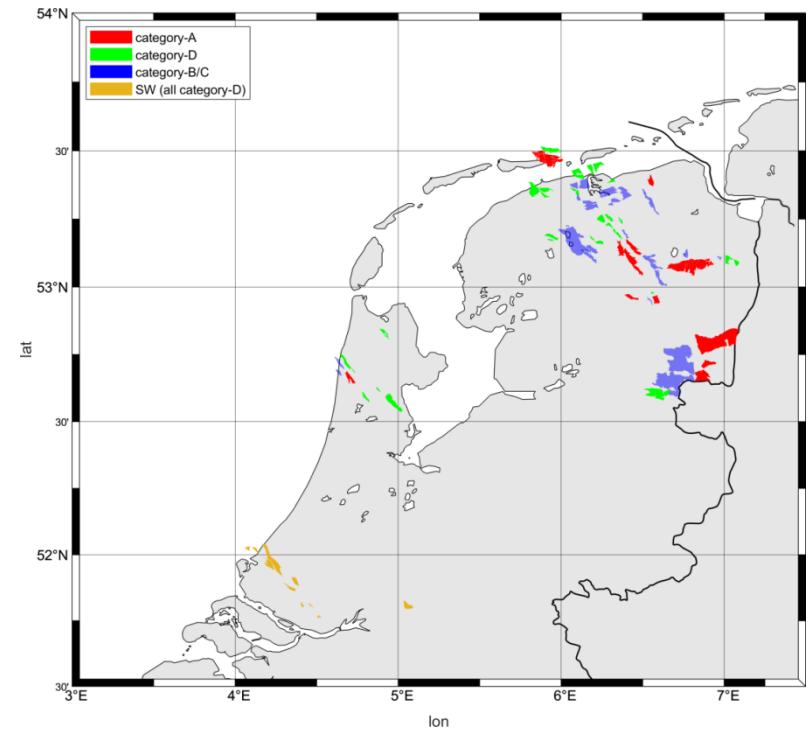 54°N
category-A
category-D
category-B/C
SW (all category-D)
30'
3m
53°N
lat
30'
52°N
30'
3°E
4°E
5°E
6°E
7°E
lon